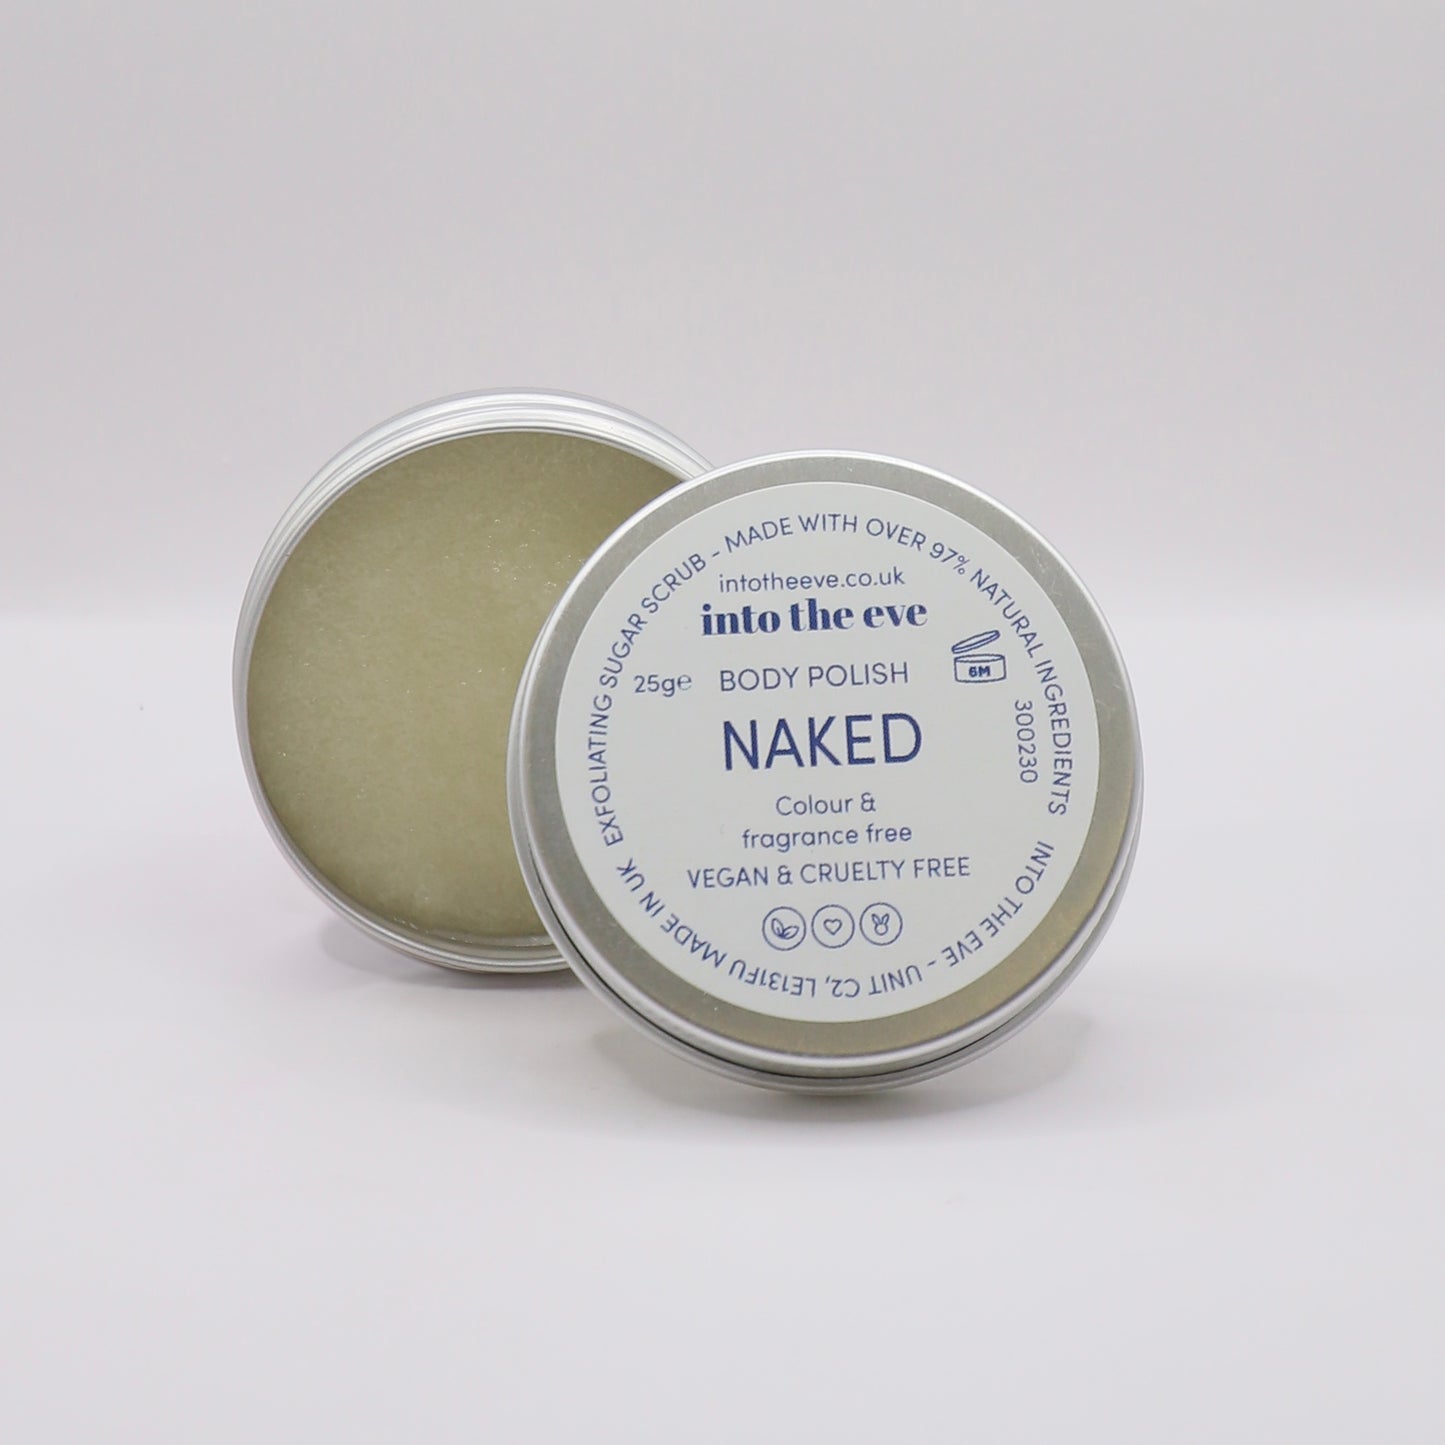 EXFOLIATING SUGAR SCRUB - MADE WITH OVER 97% NATURAL INGREDIENTS
intotheeve.co.uk
into the eve
25g℮ BODY POLISH
6M
NAKED
300230
Colour &
fragrance free
VEGAN & CRUELTY FREE
INTO THE EVE - UNIT C2, LE131FU MADE IN UK